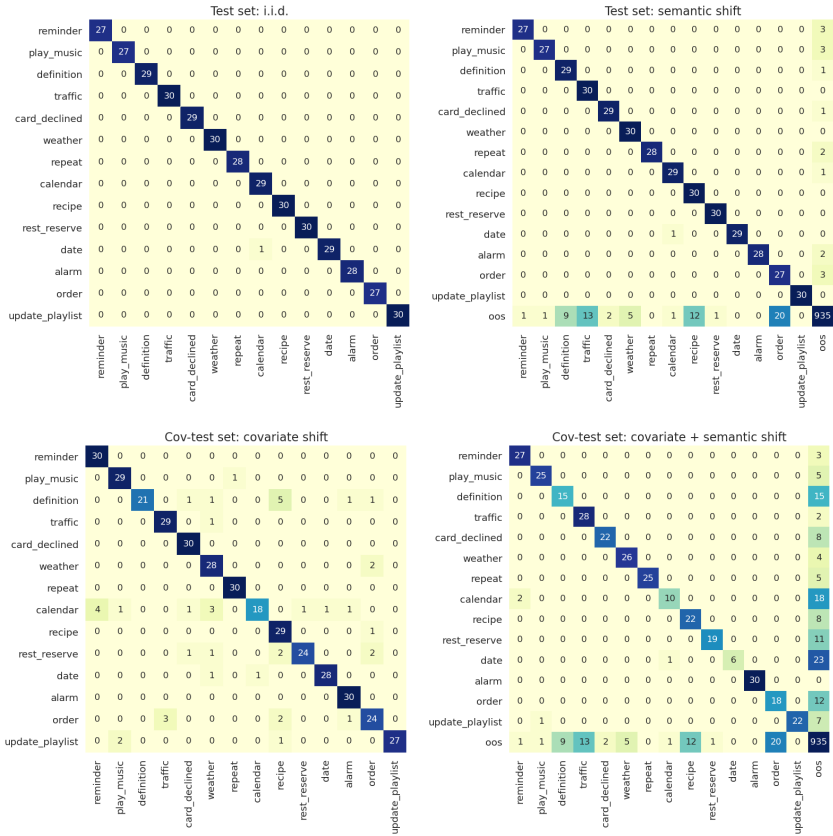 Test set: i.i.d.
reminder 27 0 0 0 0 0 0 0 0 0 0 0 0 0
play_music 0 27 0 0 0 0 0 0 0 0 0 0 0 0
definition 0 0 29 0 0 0 0 0 0 0 0 0 0 0
traffic 0 0 0 30 0 0 0 0 0 0 0 0 0 0
card_declined 0 0 0 0 29 0 0 0 0 0 0 0 0 0
weather 0 0 0 0 0 30 0 0 0 0 0 0 0 0
repeat 0 0 0 0 0 0 28 0 0 0 0 0 0 0
calendar 0 0 0 0 0 0 0 29 0 0 0 0 0 0
recipe 0 0 0 0 0 0 0 0 30 0 0 0 0 0
rest_reserve 0 0 0 0 0 0 0 0 0 30 0 0 0 0
date 0 0 0 0 0 0 0 1 0 0 29 0 0 0
alarm 0 0 0 0 0 0 0 0 0 0 0 28 0 0
order 0 0 0 0 0 0 0 0 0 0 0 0 27 0
update_playlist 0 0 0 0 0 0 0 0 0 0 0 0 0 30
reminder play_music definition traffic card_declined weather repeat calendar recipe rest_reserve date alarm order update_playlist
Test set: semantic shift
reminder 27 0 0 0 0 0 0 0 0 0 0 0 0 0 3
play_music 0 27 0 0 0 0 0 0 0 0 0 0 0 0 3
definition 0 0 29 0 0 0 0 0 0 0 0 0 0 0 1
traffic 0 0 0 30 0 0 0 0 0 0 0 0 0 0 0
card_declined 0 0 0 0 29 0 0 0 0 0 0 0 0 0 1
weather 0 0 0 0 0 30 0 0 0 0 0 0 0 0 0
repeat 0 0 0 0 0 0 28 0 0 0 0 0 0 0 2
calendar 0 0 0 0 0 0 0 29 0 0 0 0 0 0 1
recipe 0 0 0 0 0 0 0 0 30 0 0 0 0 0 0
rest_reserve 0 0 0 0 0 0 0 0 0 30 0 0 0 0 0
date 0 0 0 0 0 0 0 1 0 0 29 0 0 0 0
alarm 0 0 0 0 0 0 0 0 0 0 0 28 0 0 2
order 0 0 0 0 0 0 0 0 0 0 0 0 27 0 3
update_playlist 0 0 0 0 0 0 0 0 0 0 0 0 0 30 0
oos 1 1 9 13 2 5 0 1 12 1 0 0 20 0 935
reminder play_music definition traffic card_declined weather repeat calendar recipe rest_reserve date alarm order update_playlist oos
Cov-test set: covariate shift
reminder 30 0 0 0 0 0 0 0 0 0 0 0 0 0
play_music 0 29 0 0 0 0 1 0 0 0 0 0 0 0
definition 0 0 21 0 1 1 0 0 5 0 0 1 1 0
traffic 0 0 0 29 0 1 0 0 0 0 0 0 0 0
card_declined 0 0 0 0 30 0 0 0 0 0 0 0 0 0
weather 0 0 0 0 0 28 0 0 0 0 0 0 2 0
repeat 0 0 0 0 0 0 30 0 0 0 0 0 0 0
calendar 4 1 0 0 1 3 0 18 0 1 1 1 0 0
recipe 0 0 0 0 0 0 0 0 29 0 0 0 1 0
rest_reserve 0 0 0 0 1 1 0 0 2 24 0 0 2 0
date 0 0 0 0 0 1 0 1 0 0 28 0 0 0
alarm 0 0 0 0 0 0 0 0 0 0 0 30 0 0
order 0 0 0 3 0 0 0 0 2 0 0 1 24 0
update_playlist 0 2 0 0 0 0 0 0 1 0 0 0 0 27
reminder play_music definition traffic card_declined weather repeat calendar recipe rest_reserve date alarm order update_playlist
Cov-test set: covariate + semantic shift
reminder 27 0 0 0 0 0 0 0 0 0 0 0 0 0 3
play_music 0 25 0 0 0 0 0 0 0 0 0 0 0 0 5
definition 0 0 15 0 0 0 0 0 0 0 0 0 0 0 15
traffic 0 0 0 28 0 0 0 0 0 0 0 0 0 0 2
card_declined 0 0 0 0 22 0 0 0 0 0 0 0 0 0 8
weather 0 0 0 0 0 26 0 0 0 0 0 0 0 0 4
repeat 0 0 0 0 0 0 25 0 0 0 0 0 0 0 5
calendar 2 0 0 0 0 0 0 10 0 0 0 0 0 0 18
recipe 0 0 0 0 0 0 0 0 22 0 0 0 0 0 8
rest_reserve 0 0 0 0 0 0 0 0 0 19 0 0 0 0 11
date 0 0 0 0 0 0 0 1 0 0 6 0 0 0 23
alarm 0 0 0 0 0 0 0 0 0 0 0 30 0 0 0
order 0 0 0 0 0 0 0 0 0 0 0 0 18 0 12
update_playlist 0 1 0 0 0 0 0 0 0 0 0 0 0 22 7
oos 1 1 9 13 2 5 0 1 12 1 0 0 20 0 935
reminder play_music definition traffic card_declined weather repeat calendar recipe rest_reserve date alarm order update_playlist oos